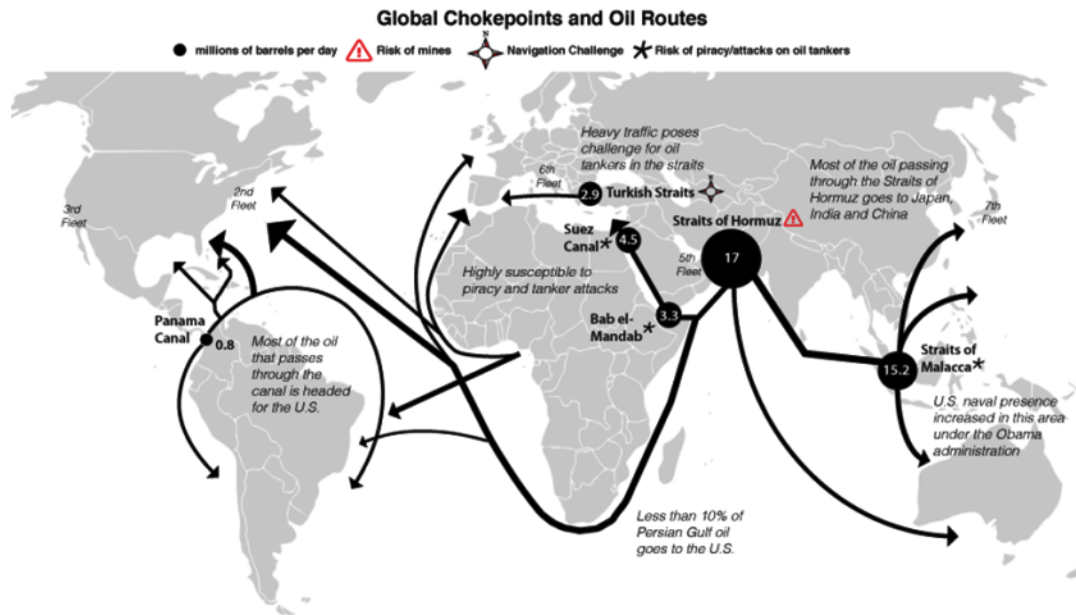 Global Chokepoints and Oil Routes
millions of barrels per day
Risk of mines
N
Navigation Challenge
Risk of piracy/attacks on oil tankers
Heavy traffic poses
challenge for oil
tankers in the straits
6th
Fleet
2.9
Turkish Straits
Most of the oil passing
through the Straits of
Hormuz goes to Japan,
India and China
7th
Fleet
2nd
Fleet
3rd
Fleet
Straits of Hormuz
17
5th
Fleet
Suez
Canal
4.5
Highly susceptible to
piracy and tanker attacks
3.3
Bab el-
Mandab
Panama
Canal
0.8
Most of the oil
that passes
through the
canal is headed
for the U.S.
Straits of
Malacca
15.2
U.S. naval presence
increased in this area
under the Obama
administration
Less than 10% of
Persian Gulf oil
goes to the U.S.